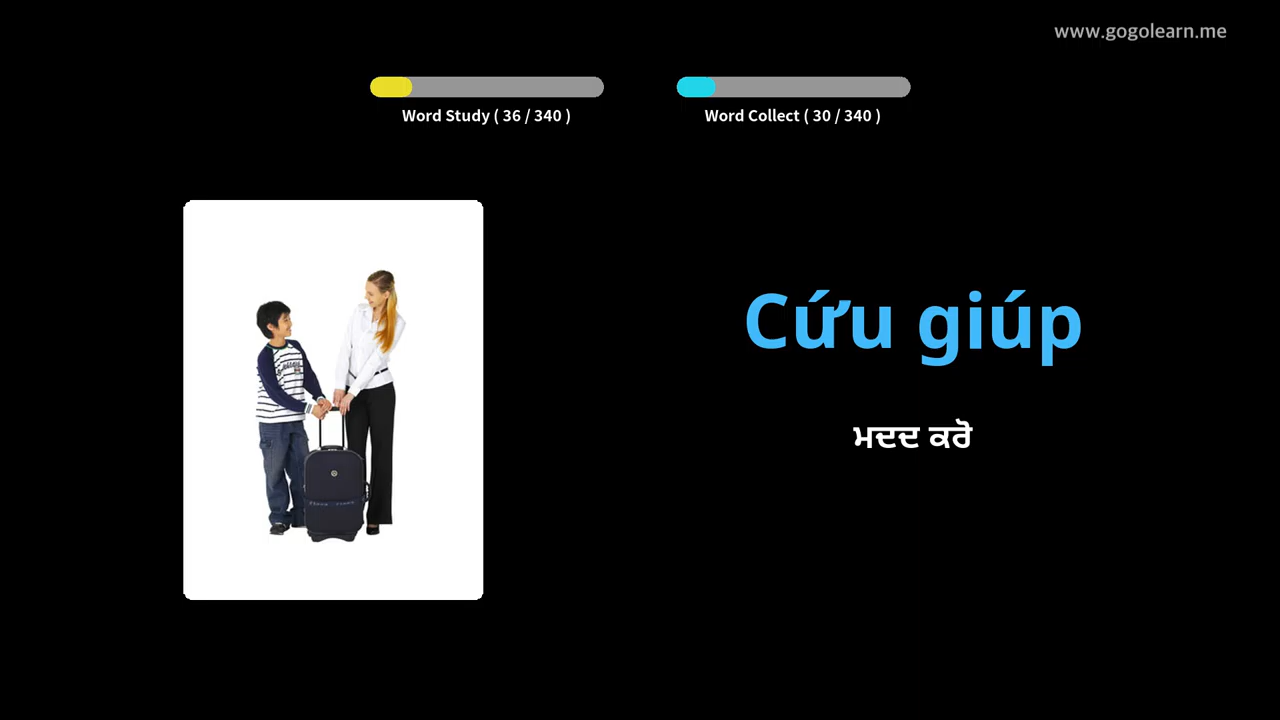 www.gogolearn.me
Word Study ( 36 / 340 )
Word Collect ( 30 / 340 )
Cứu giúp
ਮਦਦ ਕਰੋ